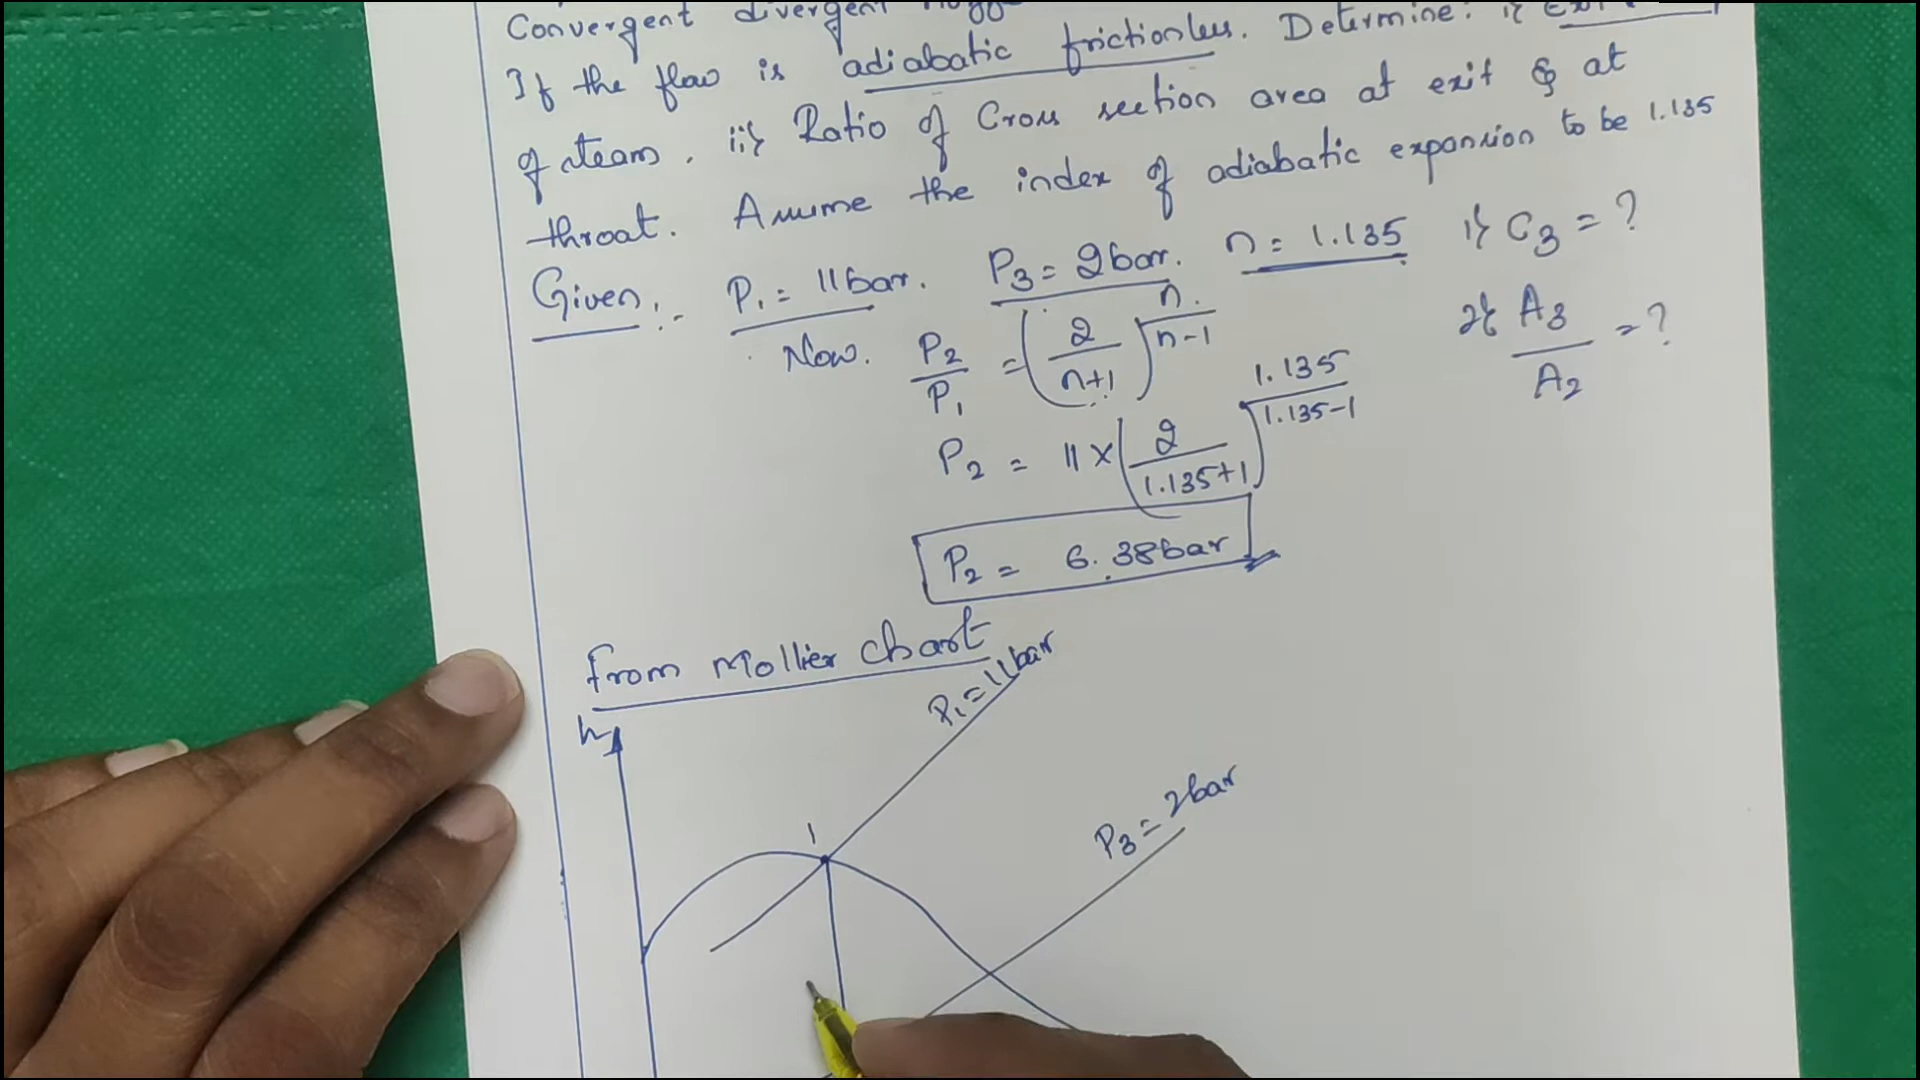 Convergent divergent
If the flow is adiabatic frictionless. Determine: i}
of steam. ii} Ratio of Cross section area at exit & at
throat. Assume the index of adiabatic expansion to be 1.135
Given:- P₁ = 11bar. P₃ = 2bar. n = 1.135 1} C₃ = ?
Now. P₂/P₁ = (2/n+1)^n/n-1 2} A₃/A₂ = ?
P₂ = 11 × (2/1.135+1)^1.135/1.135-1
P₂ = 6.38bar
from Mollier chart
h
P₁=11bar
P₃=2bar
1